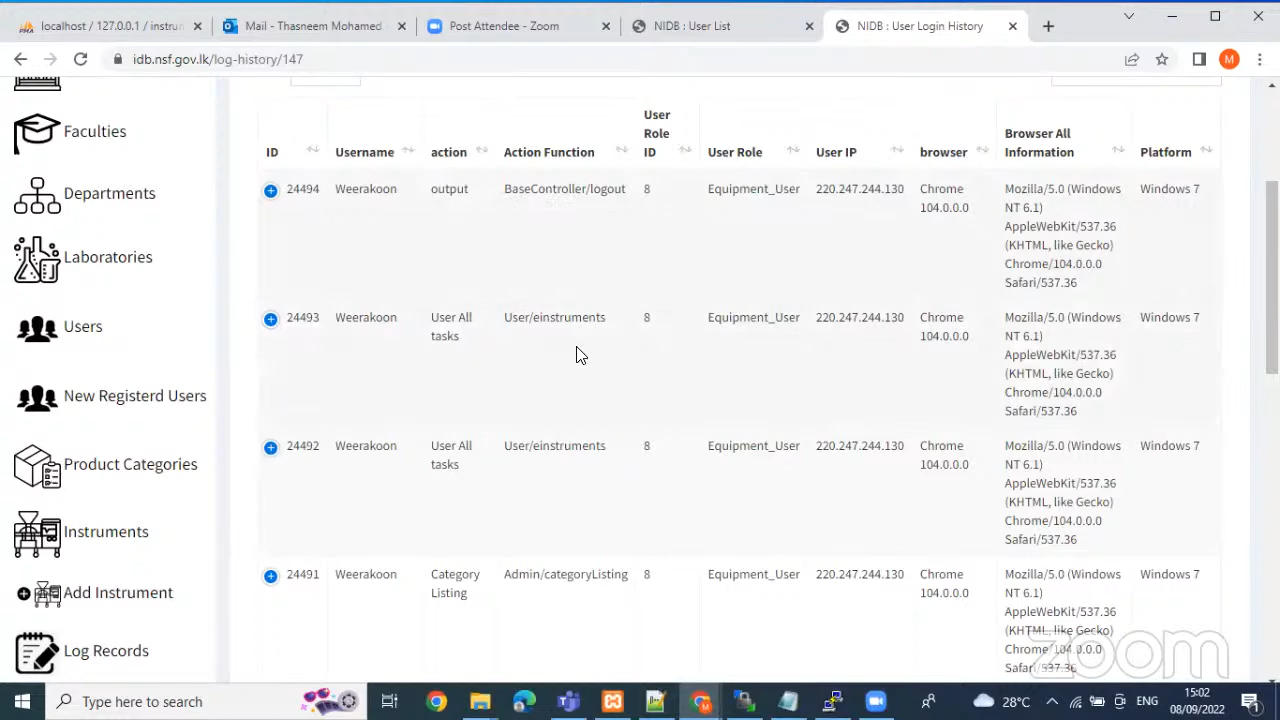 localhost / 127.0.0.1 / instrun
Mail - Thasneem Mohamed
Post Attendee - Zoom
NIDB : User List
NIDB : User Login History
idb.nsf.gov.lk/log-history/147
M
Faculties
Departments
Laboratories
Users
New Registerd Users
Product Categories
Instruments
Add Instrument
Log Records
ID Username action Action Function User Role ID User Role User IP browser Browser All Information Platform
24494 Weerakoon output BaseController/logout 8 Equipment_User 220.247.244.130 Chrome Mozilla/5.0 (Windows Windows 7
104.0.0.0 NT 6.1)
AppleWebKit/537.36
(KHTML, like Gecko)
Chrome/104.0.0.0
Safari/537.36
24493 Weerakoon User All User/einstruments 8 Equipment_User 220.247.244.130 Chrome Mozilla/5.0 (Windows Windows 7
tasks 104.0.0.0 NT 6.1)
AppleWebKit/537.36
(KHTML, like Gecko)
Chrome/104.0.0.0
Safari/537.36
24492 Weerakoon User All User/einstruments 8 Equipment_User 220.247.244.130 Chrome Mozilla/5.0 (Windows Windows 7
tasks 104.0.0.0 NT 6.1)
AppleWebKit/537.36
(KHTML, like Gecko)
Chrome/104.0.0.0
Safari/537.36
24491 Weerakoon Category Admin/categoryListing 8 Equipment_User 220.247.244.130 Chrome Mozilla/5.0 (Windows Windows 7
Listing 104.0.0.0 NT 6.1)
AppleWebKit/537.36
(KHTML, like Gecko)
Chrome/104.0.0.0
Safari/537.36
zoom
Type here to search
28°C
ENG
15:02
08/09/2022